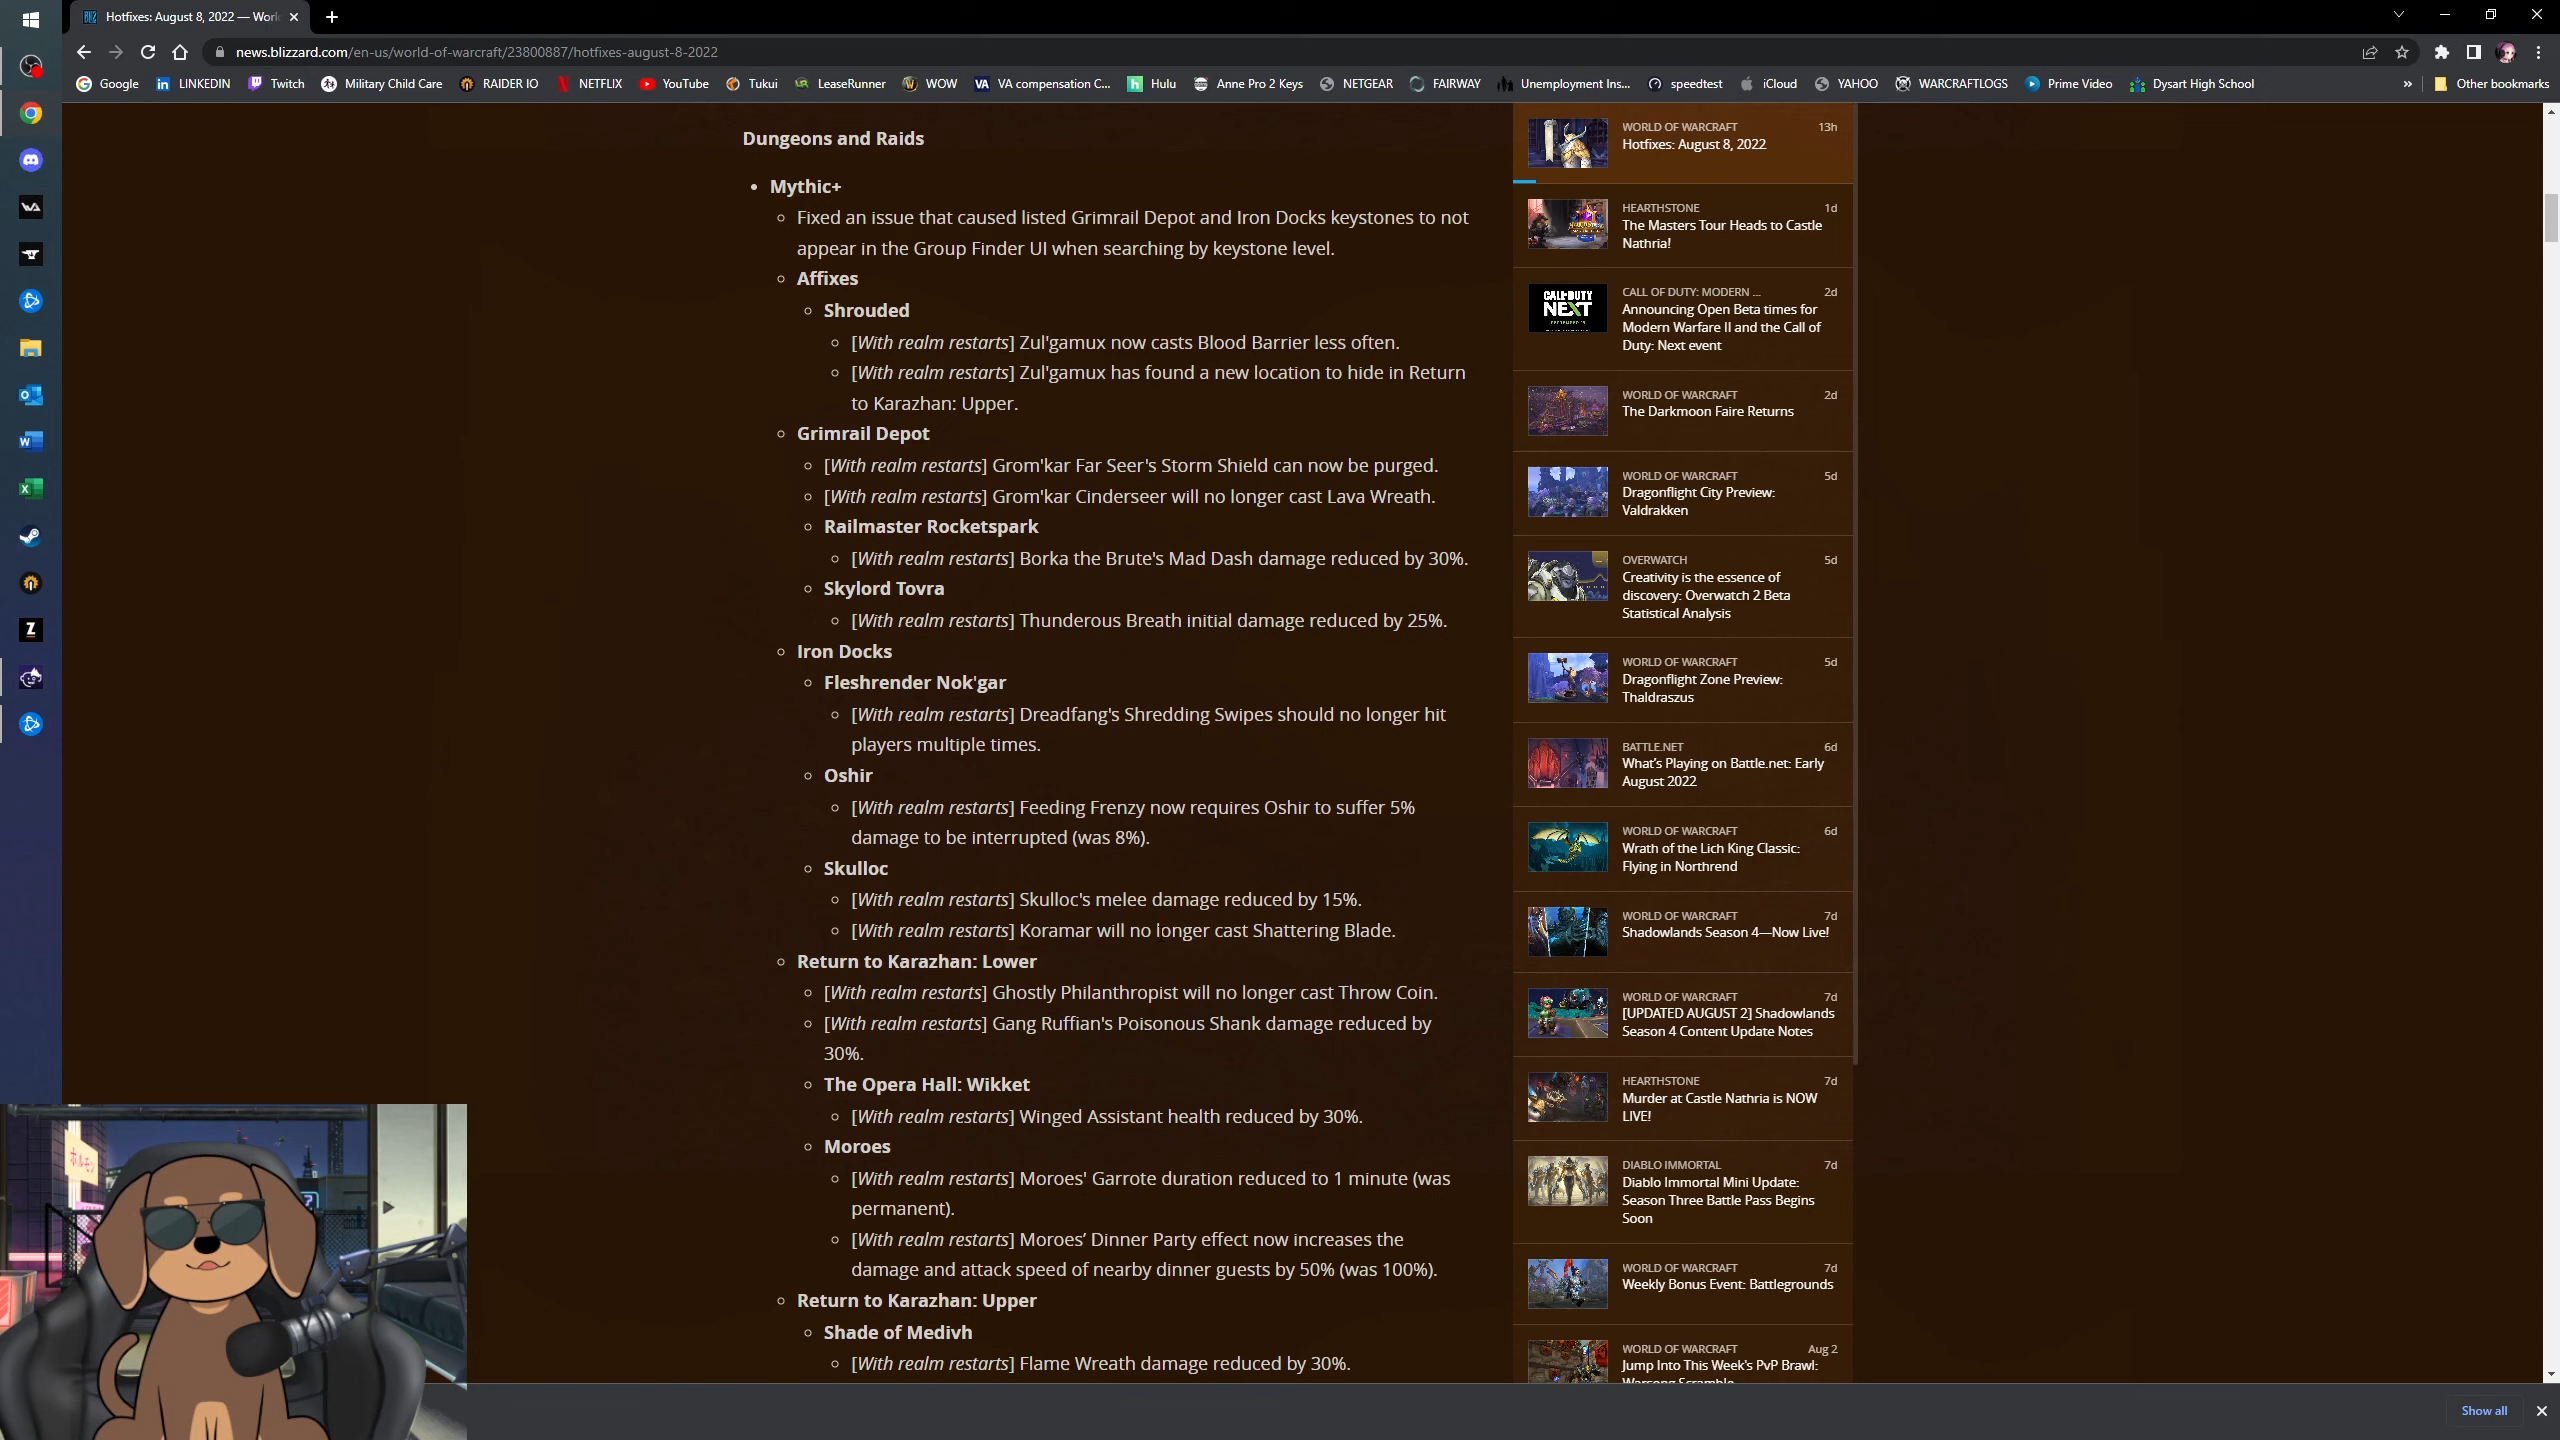 Hotfixes: August 8, 2022 — Worl
news.blizzard.com/en-us/world-of-warcraft/23800887/hotfixes-august-8-2022
Google LINKEDIN Twitch Military Child Care RAIDER IO NETFLIX YouTube Tukui LeaseRunner WOW VA compensation C... Hulu Anne Pro 2 Keys NETGEAR FAIRWAY Unemployment Ins... speedtest iCloud YAHOO WARCRAFTLOGS Prime Video Dysart High School » Other bookmarks
Dungeons and Raids
Mythic+
Fixed an issue that caused listed Grimrail Depot and Iron Docks keystones to not
appear in the Group Finder UI when searching by keystone level.
Affixes
Shrouded
[With realm restarts] Zul'gamux now casts Blood Barrier less often.
[With realm restarts] Zul'gamux has found a new location to hide in Return
to Karazhan: Upper.
Grimrail Depot
[With realm restarts] Grom'kar Far Seer's Storm Shield can now be purged.
[With realm restarts] Grom'kar Cinderseer will no longer cast Lava Wreath.
Railmaster Rocketspark
[With realm restarts] Borka the Brute's Mad Dash damage reduced by 30%.
Skylord Tovra
[With realm restarts] Thunderous Breath initial damage reduced by 25%.
Iron Docks
Fleshrender Nok'gar
[With realm restarts] Dreadfang's Shredding Swipes should no longer hit
players multiple times.
Oshir
[With realm restarts] Feeding Frenzy now requires Oshir to suffer 5%
damage to be interrupted (was 8%).
Skulloc
[With realm restarts] Skulloc's melee damage reduced by 15%.
[With realm restarts] Koramar will no longer cast Shattering Blade.
Return to Karazhan: Lower
[With realm restarts] Ghostly Philanthropist will no longer cast Throw Coin.
[With realm restarts] Gang Ruffian's Poisonous Shank damage reduced by
30%.
The Opera Hall: Wikket
[With realm restarts] Winged Assistant health reduced by 30%.
Moroes
[With realm restarts] Moroes' Garrote duration reduced to 1 minute (was
permanent).
[With realm restarts] Moroes’ Dinner Party effect now increases the
damage and attack speed of nearby dinner guests by 50% (was 100%).
Return to Karazhan: Upper
Shade of Medivh
[With realm restarts] Flame Wreath damage reduced by 30%.
WORLD OF WARCRAFT 13h
Hotfixes: August 8, 2022
HEARTHSTONE 1d
The Masters Tour Heads to Castle
Nathria!
CALL OF DUTY: MODERN ... 2d
Announcing Open Beta times for
Modern Warfare II and the Call of
Duty: Next event
CALL·DUTY
NEXT
WORLD OF WARCRAFT 2d
The Darkmoon Faire Returns
WORLD OF WARCRAFT 5d
Dragonflight City Preview:
Valdrakken
OVERWATCH 5d
Creativity is the essence of
discovery: Overwatch 2 Beta
Statistical Analysis
WORLD OF WARCRAFT 5d
Dragonflight Zone Preview:
Thaldraszus
BATTLE.NET 6d
What’s Playing on Battle.net: Early
August 2022
WORLD OF WARCRAFT 6d
Wrath of the Lich King Classic:
Flying in Northrend
WORLD OF WARCRAFT 7d
Shadowlands Season 4—Now Live!
WORLD OF WARCRAFT 7d
[UPDATED AUGUST 2] Shadowlands
Season 4 Content Update Notes
HEARTHSTONE 7d
Murder at Castle Nathria is NOW
LIVE!
DIABLO IMMORTAL 7d
Diablo Immortal Mini Update:
Season Three Battle Pass Begins
Soon
WORLD OF WARCRAFT 7d
Weekly Bonus Event: Battlegrounds
WORLD OF WARCRAFT Aug 2
Jump Into This Week's PvP Brawl:
Warsong Scramble
ホルモン
Show all